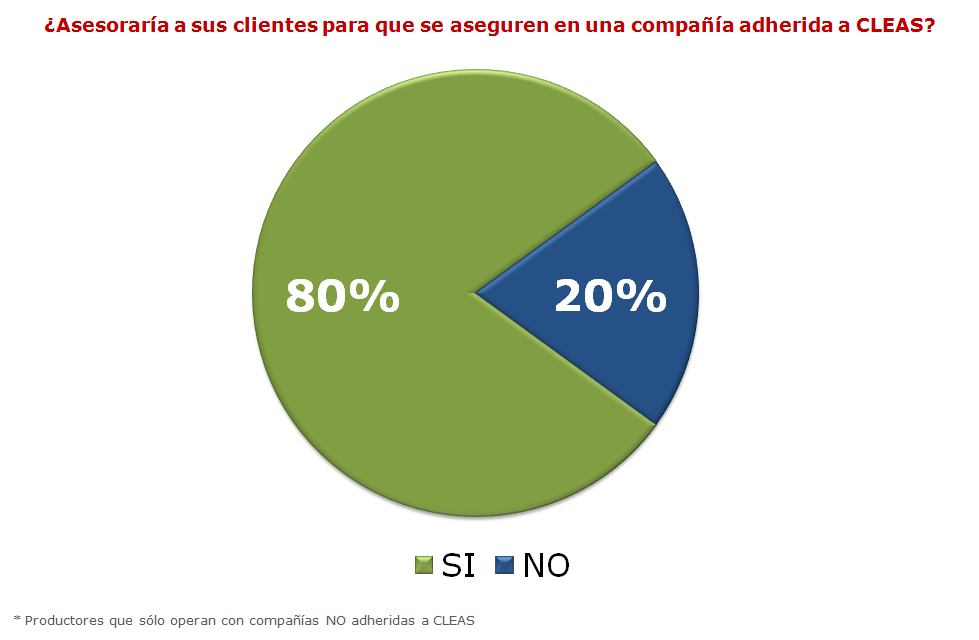 ¿Asesoraría a sus clientes para que se aseguren en una compañía adherida a CLEAS?
80%
20%
SI NO
* Productores que sólo operan con compañías NO adheridas a CLEAS